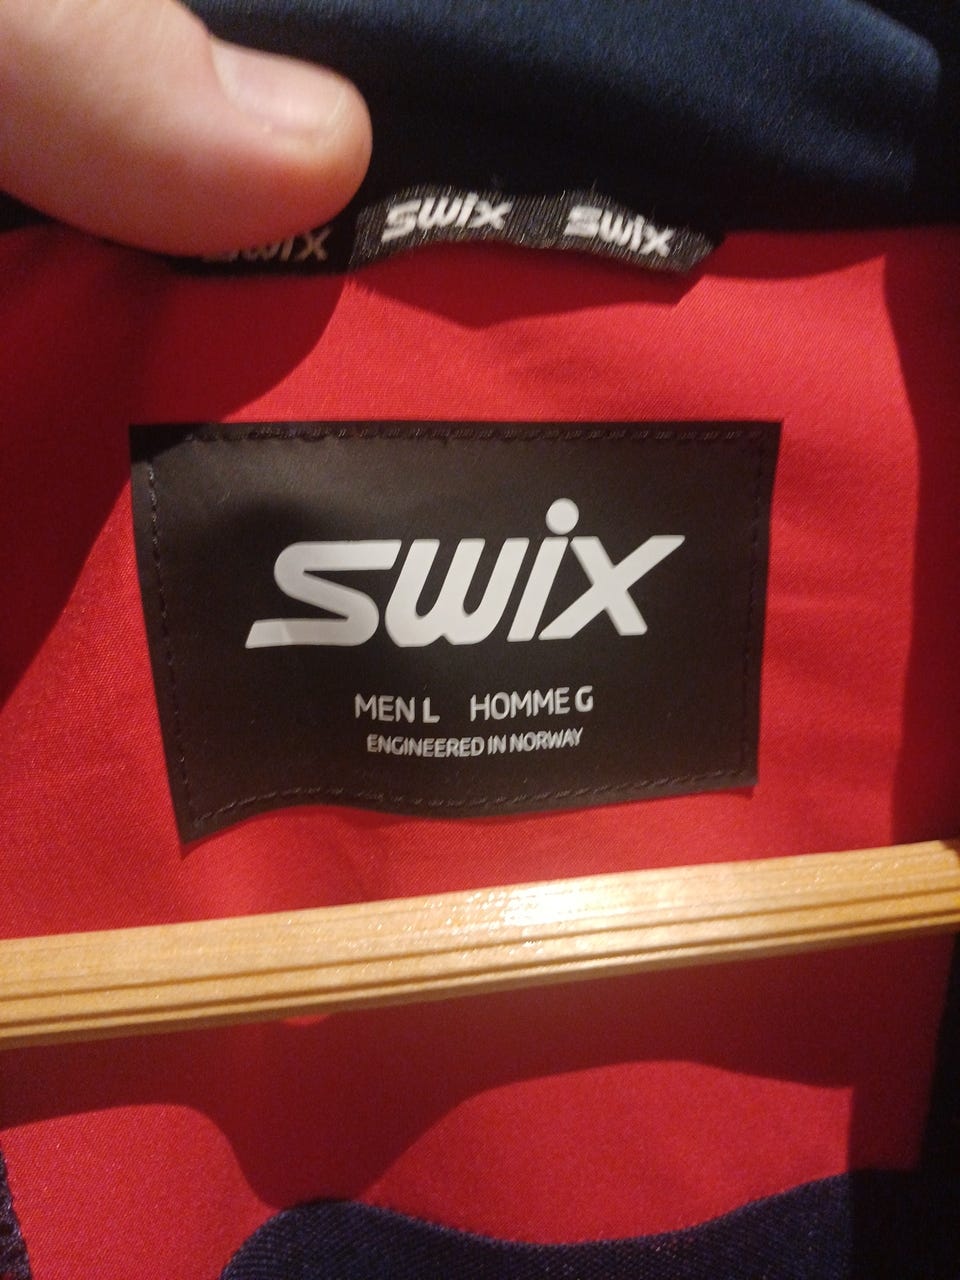 swix swix swix
swix
MEN L HOMME G
ENGINEERED IN NORWAY